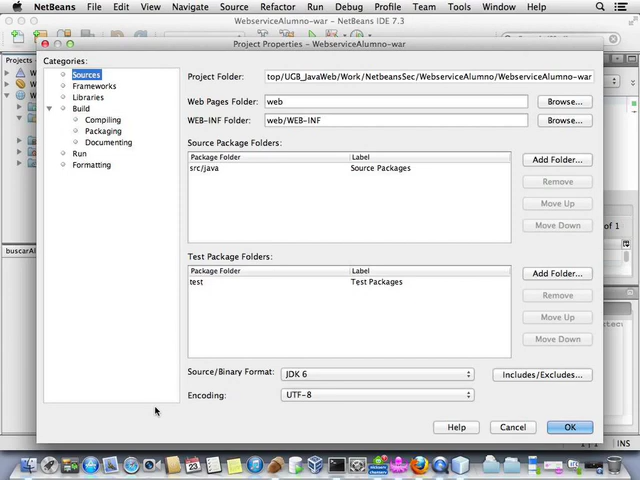 NetBeans File Edit View Navigate Source Refactor Run Debug Profile Team Tools Window Help
WebserviceAlumno-war - NetBeans IDE 7.3
Project Properties - WebserviceAlumno-war
Projects
Categories:
Sources
Frameworks
Libraries
Build
Compiling
Packaging
Documenting
Run
Formatting
Project Folder: top/UGB_JavaWeb/Work/NetbeansSec/WebserviceAlumno/WebserviceAlumno-war
Web Pages Folder: web Browse...
WEB-INF Folder: web/WEB-INF Browse...
Source Package Folders:
Package Folder Label
src/java Source Packages
Add Folder...
Remove
Move Up
Move Down
of 1
buscarAl
Test Package Folders:
Package Folder Label
test Test Packages
Add Folder...
Remove
Move Up
Move Down
Source/Binary Format: JDK 6 Includes/Excludes...
Encoding: UTF-8
Help Cancel OK
1 | 1 INS
23